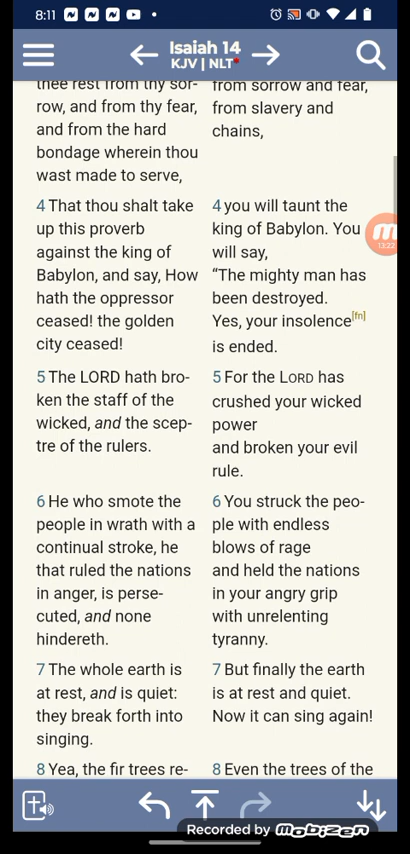 8:11
Isaiah 14
KJV | NLT
thee rest from thy sor-
row, and from thy fear,
and from the hard
bondage wherein thou
wast made to serve,
from sorrow and fear,
from slavery and
chains,
4 That thou shalt take
up this proverb
against the king of
Babylon, and say, How
hath the oppressor
ceased! the golden
city ceased!
4 you will taunt the
king of Babylon. You
will say,
“The mighty man has
been destroyed.
Yes, your insolence[fn]
is ended.
13:22
5 The LORD hath bro-
ken the staff of the
wicked, and the scep-
tre of the rulers.
5 For the LORD has
crushed your wicked
power
and broken your evil
rule.
6 He who smote the
people in wrath with a
continual stroke, he
that ruled the nations
in anger, is perse-
cuted, and none
hindereth.
6 You struck the peo-
ple with endless
blows of rage
and held the nations
in your angry grip
with unrelenting
tyranny.
7 The whole earth is
at rest, and is quiet:
they break forth into
singing.
7 But finally the earth
is at rest and quiet.
Now it can sing again!
8 Yea, the fir trees re-
8 Even the trees of the
Recorded by Mobizen